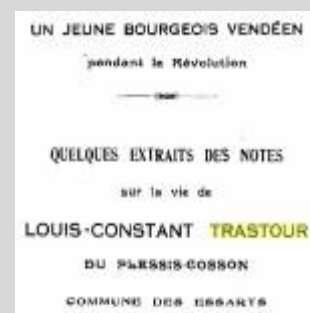 UN JEUNE BOURGEOIS VENDÉEN
pendant la Révolution
QUELQUES EXTRAITS DES NOTES
sur la vie de
LOUIS-CONSTANT TRASTOUR
DU PLESSIS-COSSON
COMMUNE DES ESSARTS